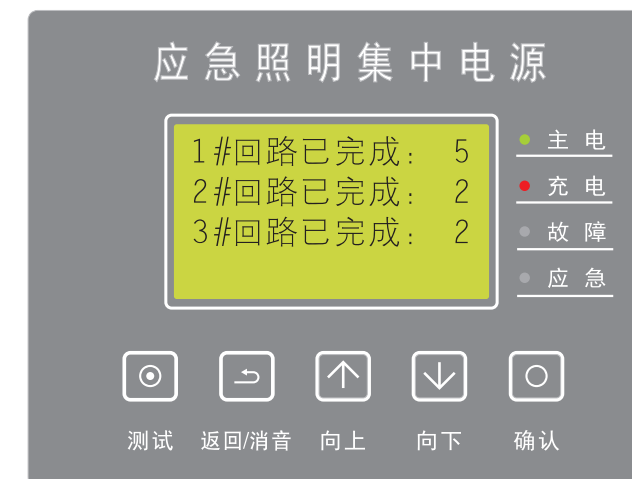 应急照明集中电源
1#回路已完成: 5
2#回路已完成: 2
3#回路已完成: 2
主电
充电
故障
应急
测试 返回/消音 向上 向下 确认